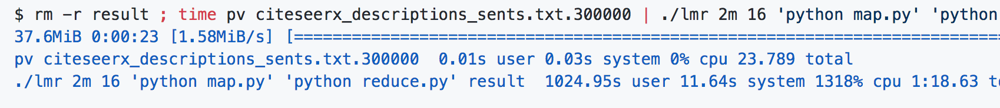 $ rm -r result ; time pv citeseerx_descriptions_sents.txt.300000 | ./lmr 2m 16 'python map.py' 'python
37.6MiB 0:00:23 [1.58MiB/s] [==========================================================================
pv citeseerx_descriptions_sents.txt.300000  0.01s user 0.03s system 0% cpu 23.789 total
./lmr 2m 16 'python map.py' 'python reduce.py' result  1024.95s user 11.64s system 1318% cpu 1:18.63